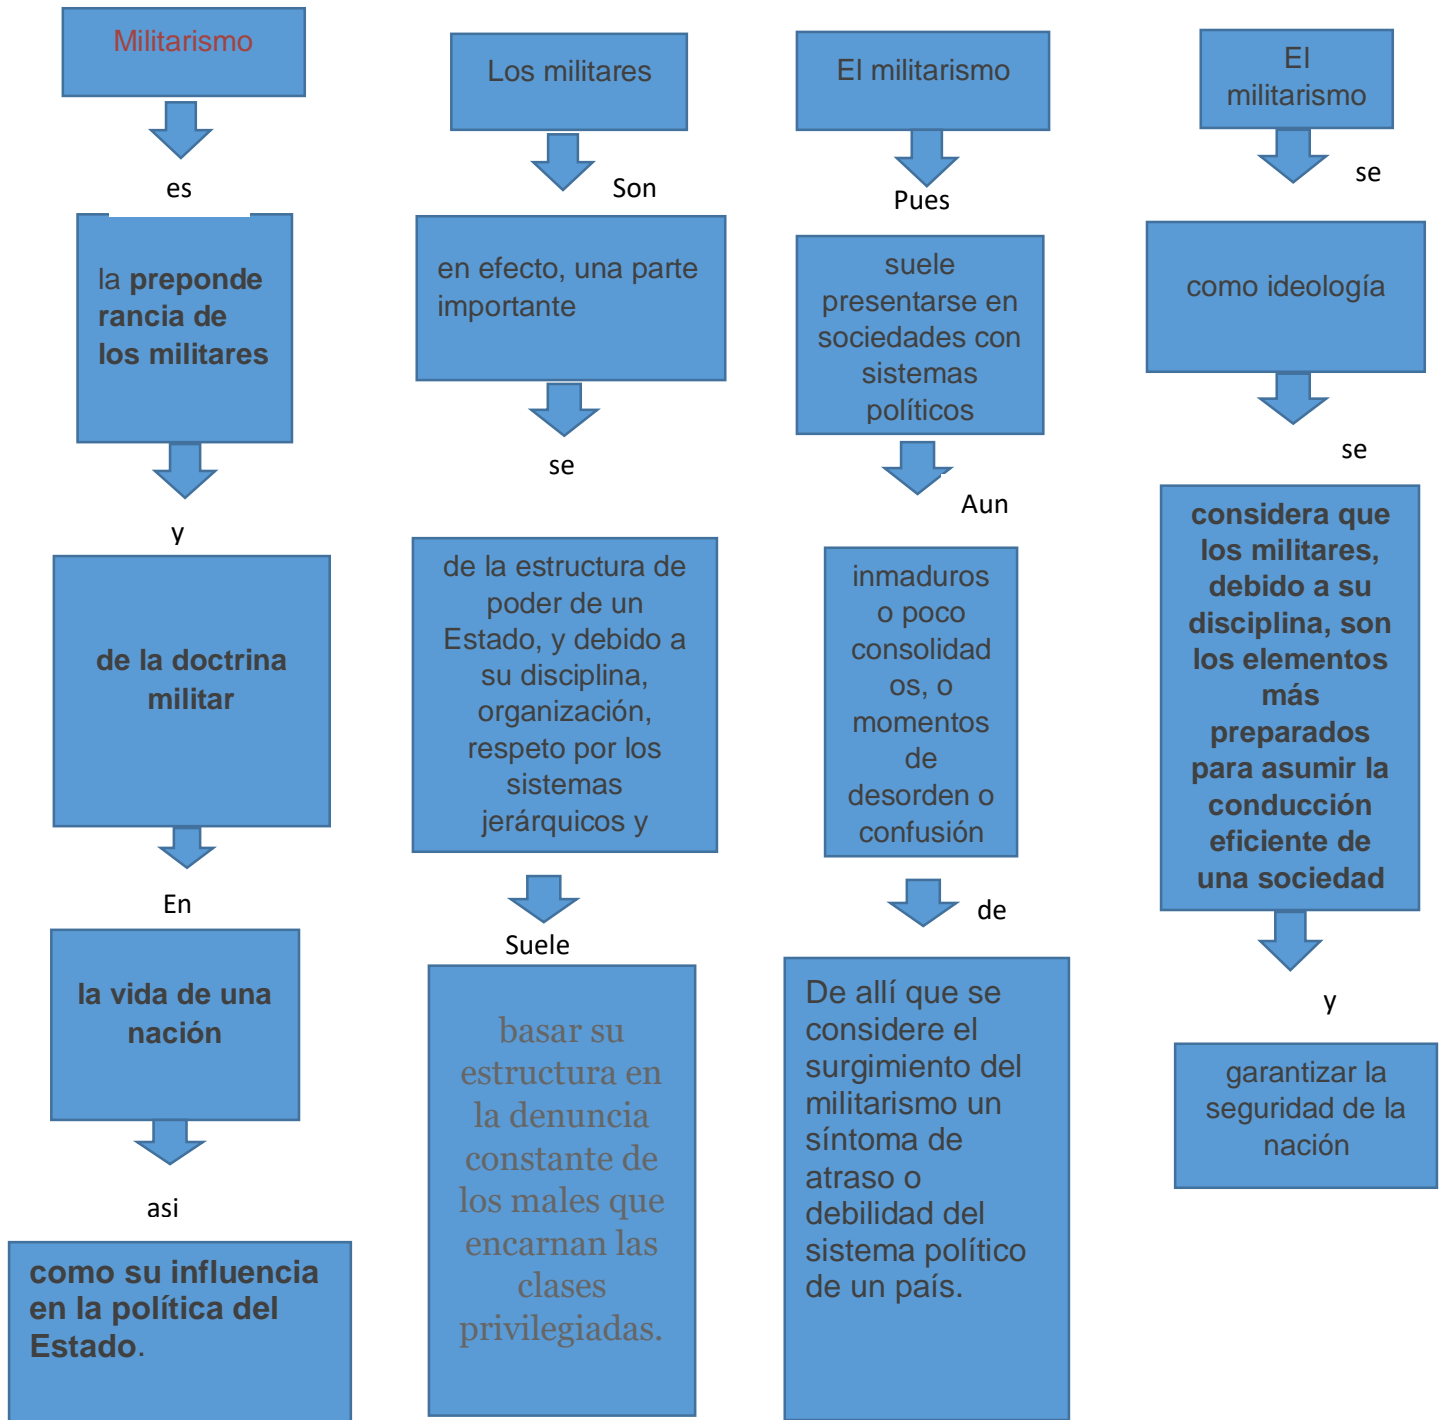 Militarismo
es
la preponde
rancia de
los militares
y
de la doctrina
militar
En
la vida de una
nación
asi
como su influencia
en la política del
Estado.
Los militares
Son
en efecto, una parte
importante
se
de la estructura de
poder de un
Estado, y debido a
su disciplina,
organización,
respeto por los
sistemas
jerárquicos y
Suele
basar su
estructura en
la denuncia
constante de
los males que
encarnan las
clases
privilegiadas.
El militarismo
Pues
suele
presentarse en
sociedades con
sistemas
políticos
Aun
inmaduros
o poco
consolidad
os, o
momentos
de
desorden o
confusión
de
De allí que se
considere el
surgimiento del
militarismo un
síntoma de
atraso o
debilidad del
sistema político
de un país.
El
militarismo
se
como ideología
se
considera que
los militares,
debido a su
disciplina, son
los elementos
más
preparados
para asumir la
conducción
eficiente de
una sociedad
y
garantizar la
seguridad de la
nación